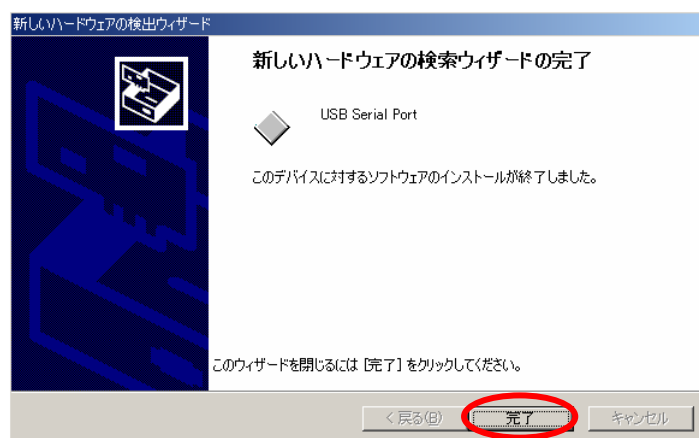 新しいハードウェアの検出ウィザード
新しいハードウェアの検索ウィザードの完了
USB Serial Port
このデバイスに対するソフトウェアのインストールが終了しました。
このウィザードを閉じるには [完了] をクリックしてください。
< 戻る(B) 完了 キャンセル